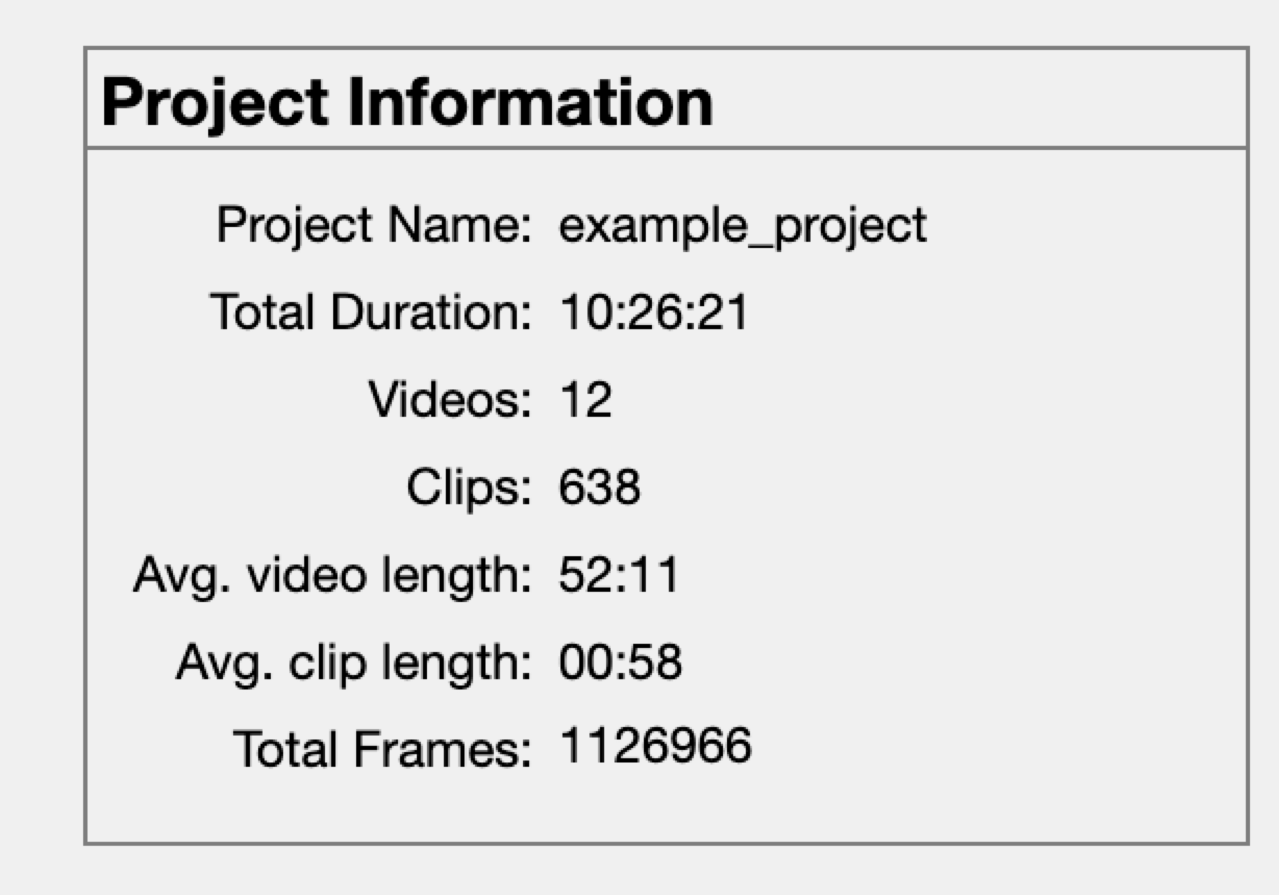 Project Information
Project Name: example_project
Total Duration: 10:26:21
Videos: 12
Clips: 638
Avg. video length: 52:11
Avg. clip length: 00:58
Total Frames: 1126966